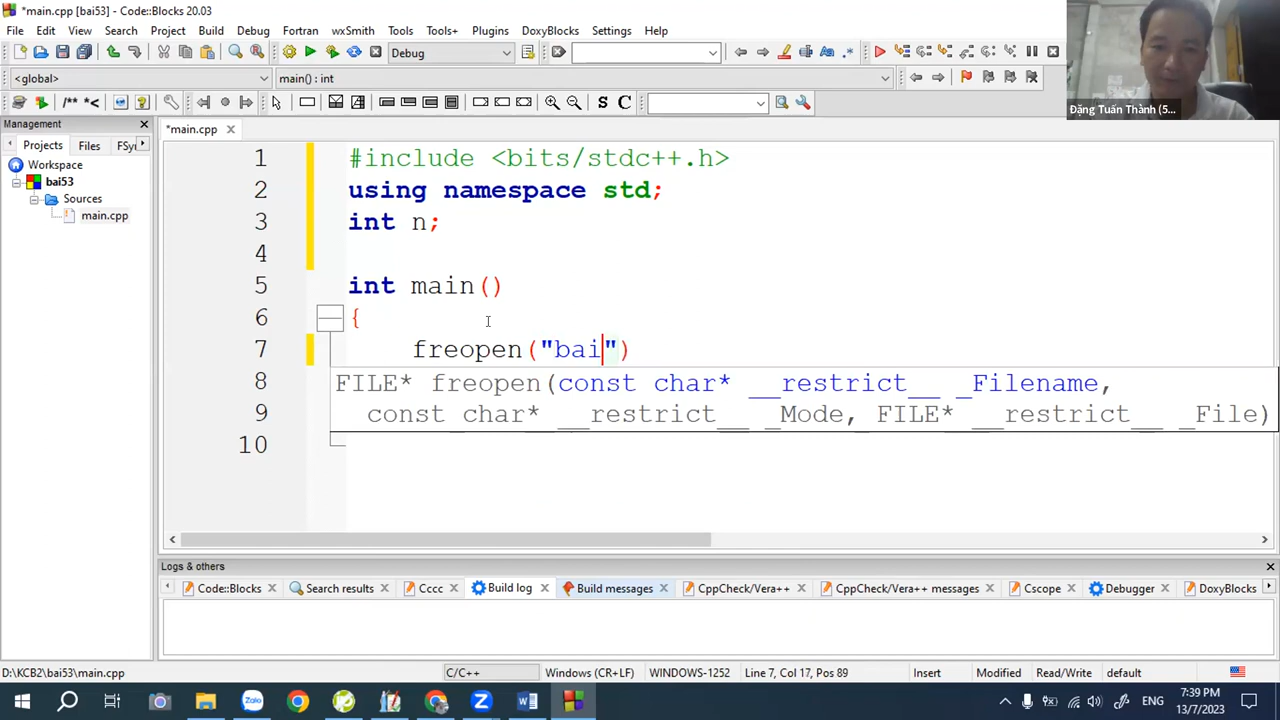 *main.cpp [bai53] - Code::Blocks 20.03
File Edit View Search Project Build Debug Fortran wxSmith Tools Tools+ Plugins DoxyBlocks Settings Help
Debug
<global>
main() : int
/** *<
S C
Đặng Tuấn Thành (5...
Management
Projects Files FSy
Workspace
bai53
Sources
main.cpp
*main.cpp
1 #include <bits/stdc++.h>
2 using namespace std;
3 int n;
4
5 int main()
6 {
7 freopen("bai")
8 FILE* freopen(const char* __restrict__ _Filename,
9 const char* __restrict__ _Mode, FILE* __restrict__ _File)
10
Logs & others
Code::Blocks Search results Cccc Build log Build messages CppCheck/Vera++ CppCheck/Vera++ messages Cscope Debugger DoxyBlocks
D:\KCB2\bai53\main.cpp C/C++ Windows (CR+LF) WINDOWS-1252 Line 7, Col 17, Pos 89 Insert Modified Read/Write default
Zalo
ENG
7:39 PM
13/7/2023